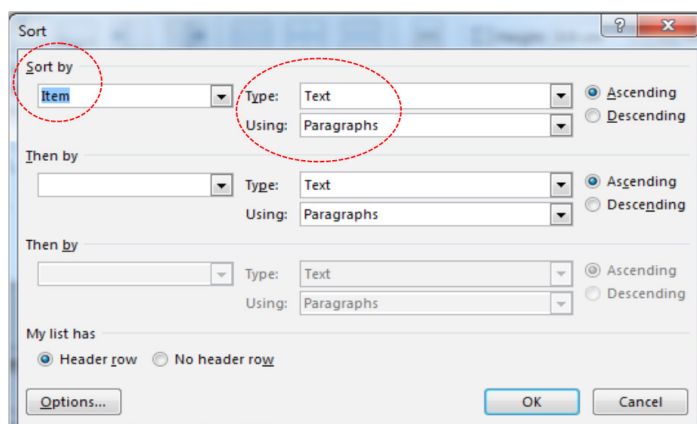 Sort
Sort by
Item
Type: Text
Ascending
Using: Paragraphs
Descending
Then by
Type: Text
Ascending
Using: Paragraphs
Descending
Then by
Type: Text
Ascending
Using: Paragraphs
Descending
My list has
Header row No header row
Options... OK Cancel